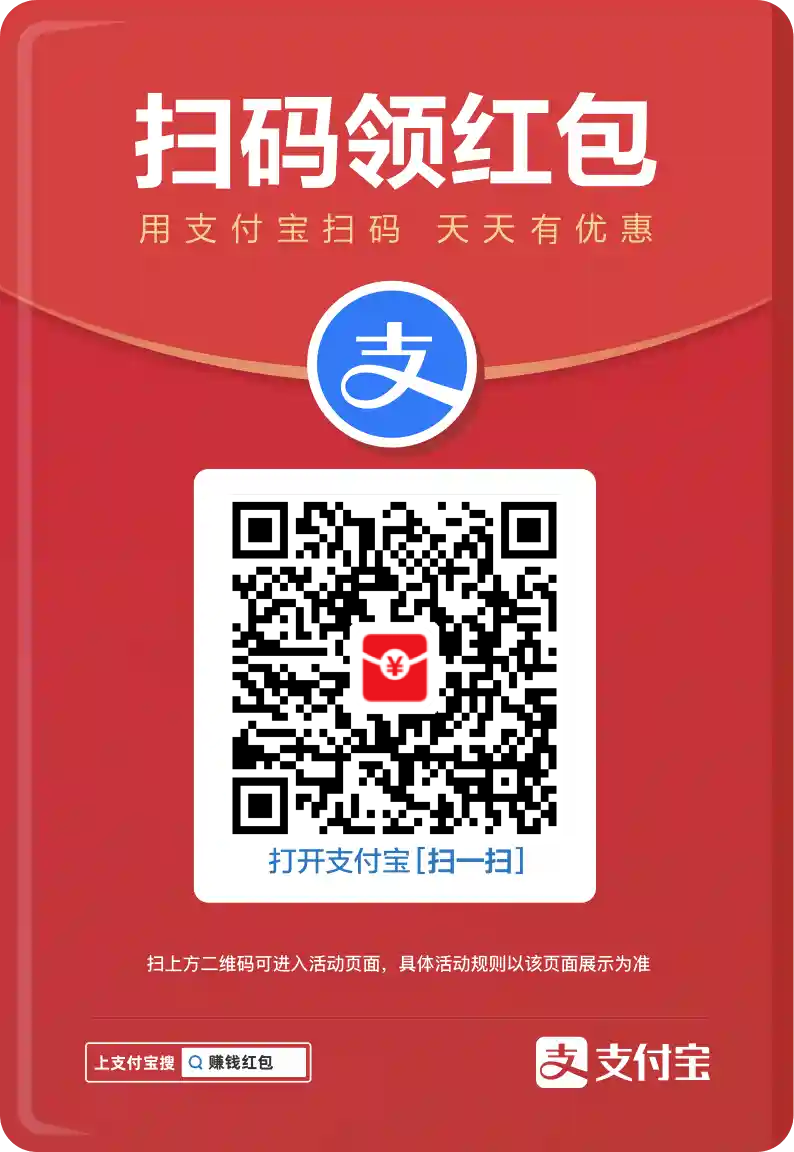 扫码领红包
用支付宝扫码 天天有优惠
支
¥
打开支付宝[扫一扫]
扫上方二维码可进入活动页面，具体活动规则以该页面展示为准
上支付宝搜 赚钱红包
支 支付宝